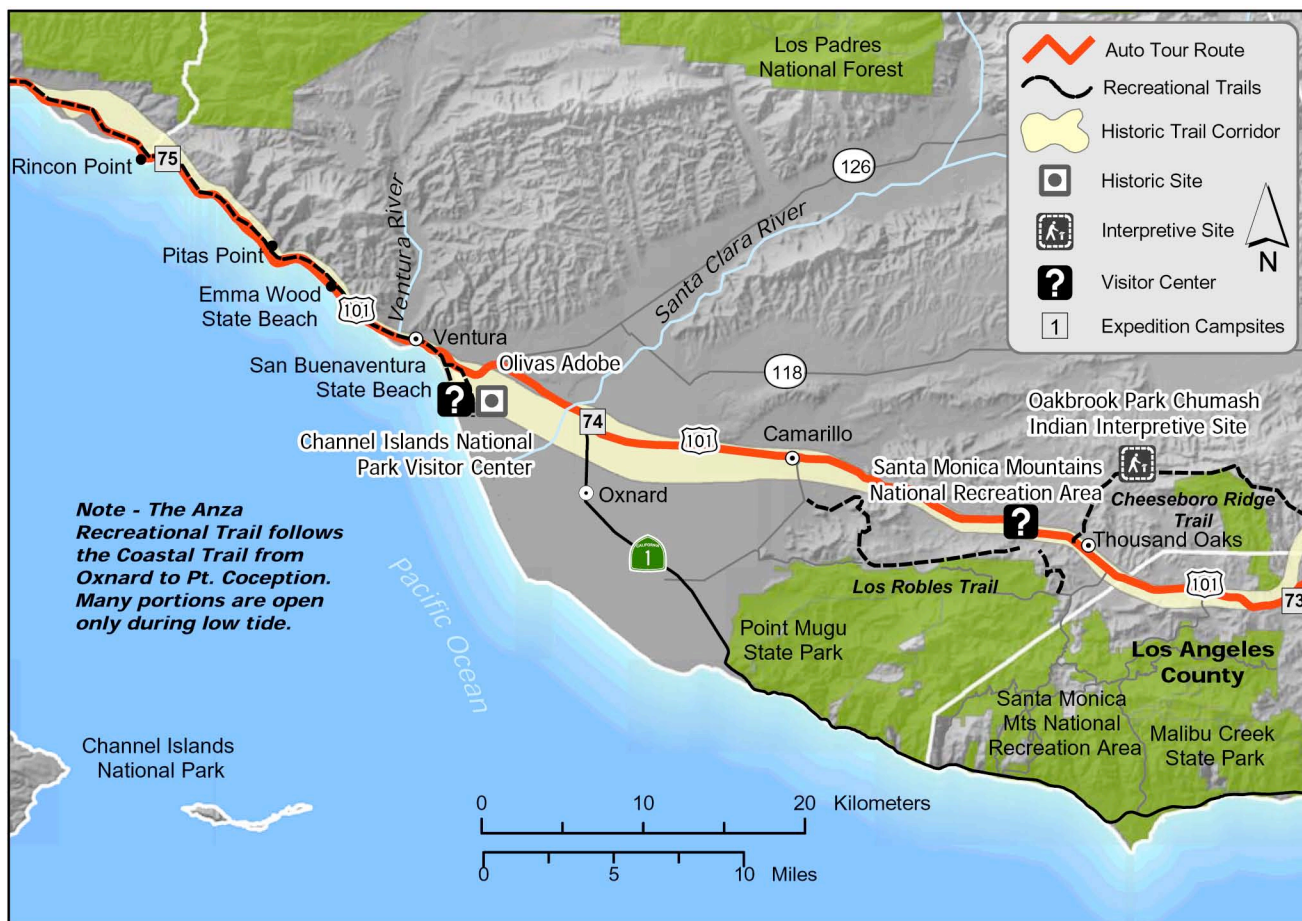 Los Padres
National Forest
Auto Tour Route
Recreational Trails
Historic Trail Corridor
Historic Site
Interpretive Site
N
?
Visitor Center
1
Expedition Campsites
Rincon Point
75
126
Ventura River
Santa Clara River
Pitas Point
Emma Wood
State Beach
101
Ventura
San Buenaventura
State Beach
Olivas Adobe
118
?
Channel Islands National
Park Visitor Center
74
101
Camarillo
Oakbrook Park Chumash
Indian Interpretive Site
Santa Monica Mountains
National Recreation Area
?
Cheeseboro Ridge
Trail
Oxnard
Thousand Oaks
Note - The Anza
Recreational Trail follows
the Coastal Trail from
Oxnard to Pt. Coception.
Many portions are open
only during low tide.
CALIFORNIA
1
Los Robles Trail
101
73
Pacific Ocean
Point Mugu
State Park
Los Angeles
County
Santa Monica
Mts National
Recreation Area
Malibu Creek
State Park
Channel Islands
National Park
0 10 20 Kilometers
0 5 10 Miles